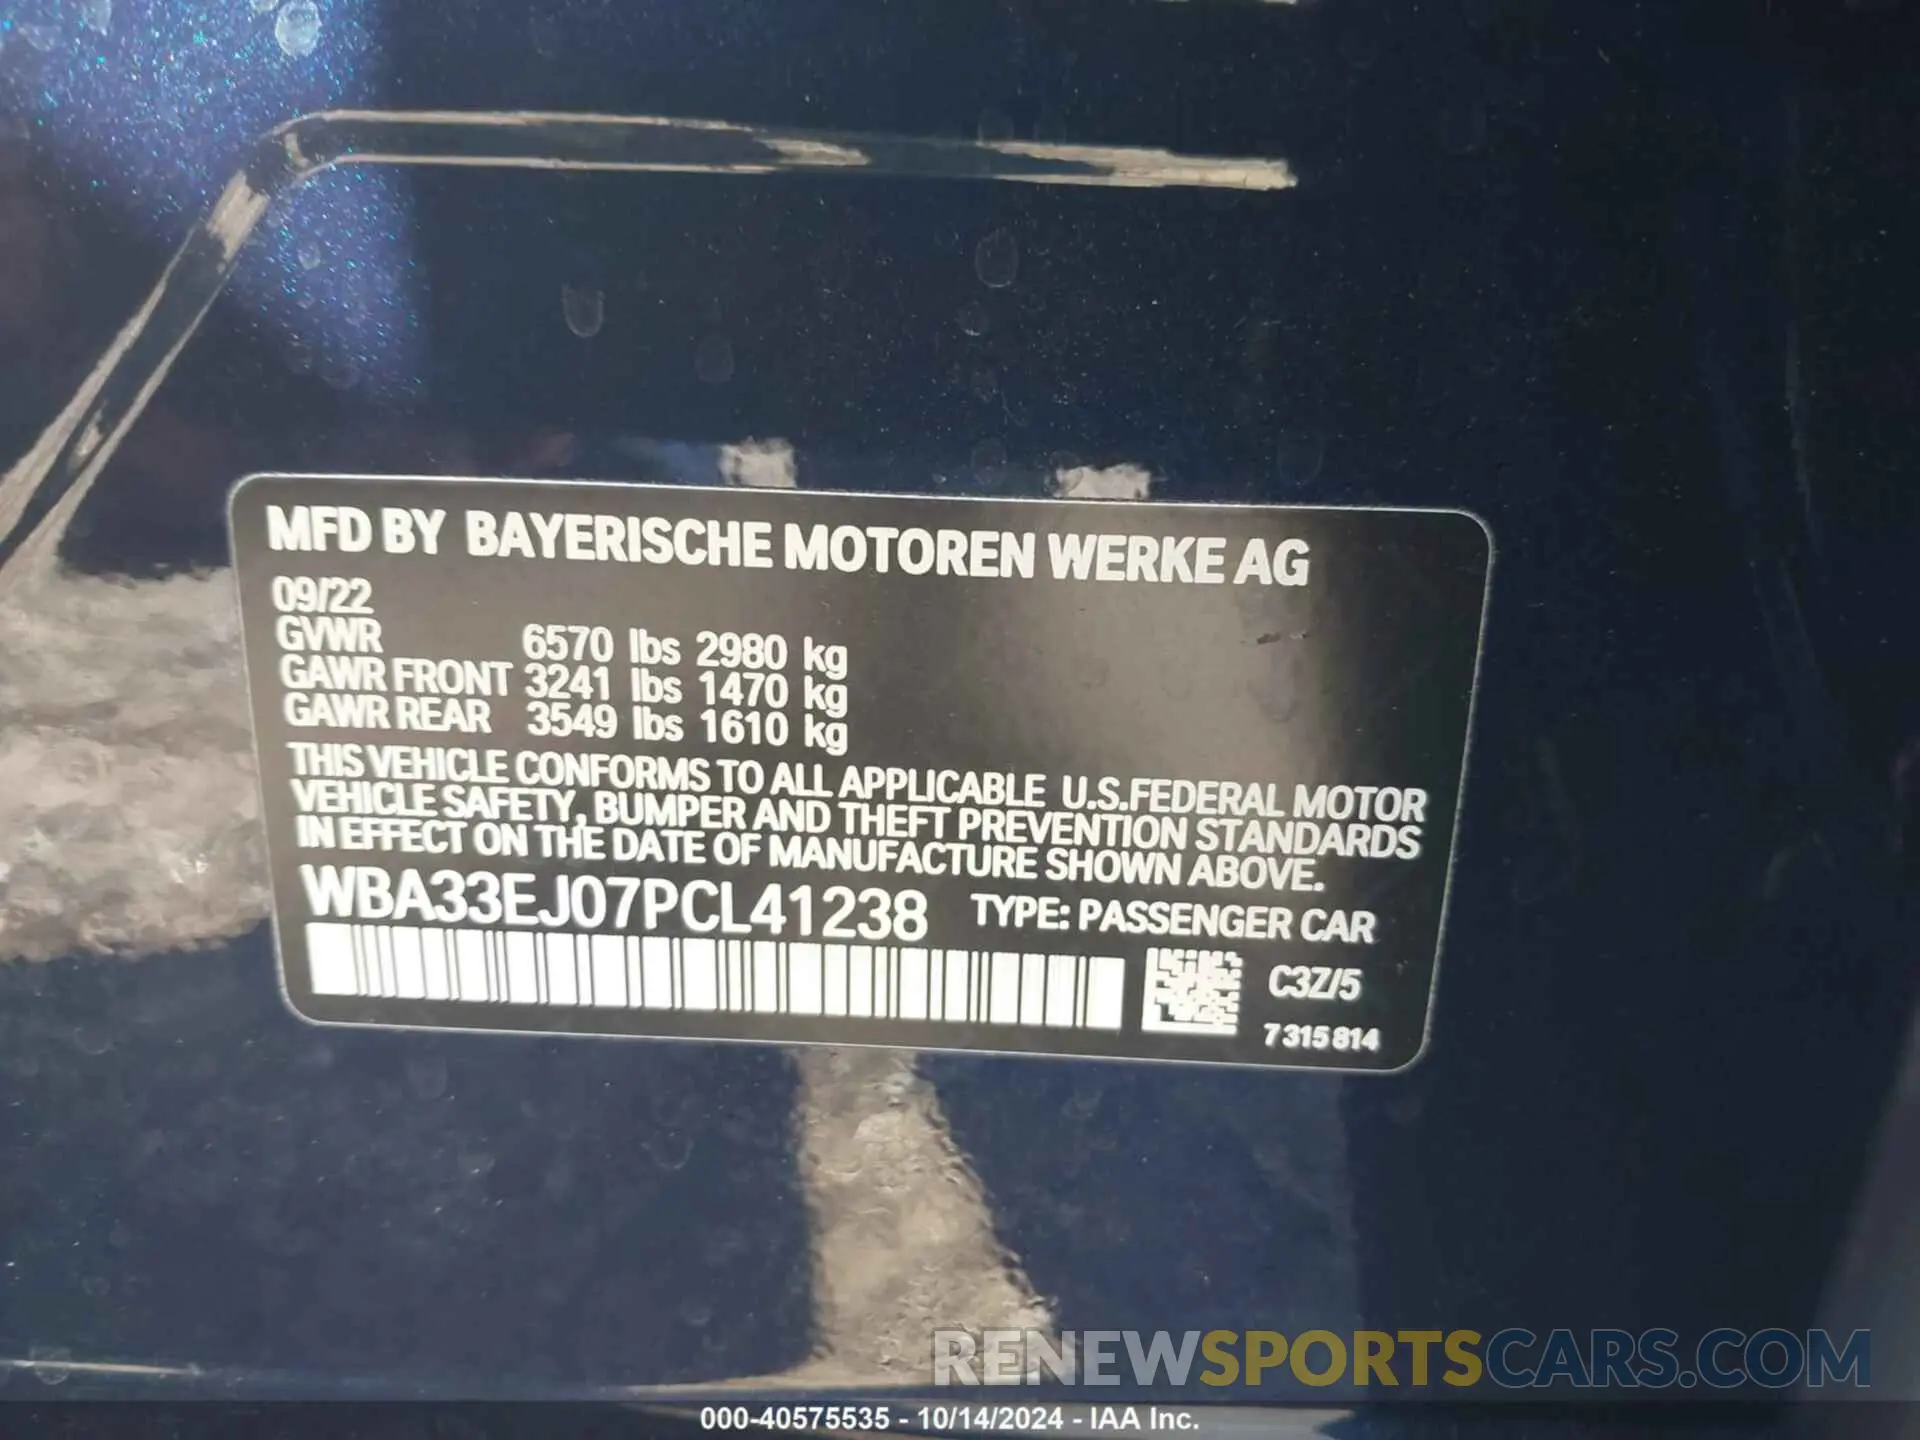 MFD BY BAYERISCHE MOTOREN WERKE AG
09/22
GVWR 6570 lbs 2980 kg
GAWR FRONT 3241 lbs 1470 kg
GAWR REAR 3549 lbs 1610 kg
THIS VEHICLE CONFORMS TO ALL APPLICABLE U.S.FEDERAL MOTOR
VEHICLE SAFETY, BUMPER AND THEFT PREVENTION STANDARDS
IN EFFECT ON THE DATE OF MANUFACTURE SHOWN ABOVE.
WBA33EJ07PCL41238 TYPE: PASSENGER CAR
C3Z/5
7 315 814
RENEWSPORTSCARS.COM
000-40575535 - 10/14/2024 - IAA Inc.